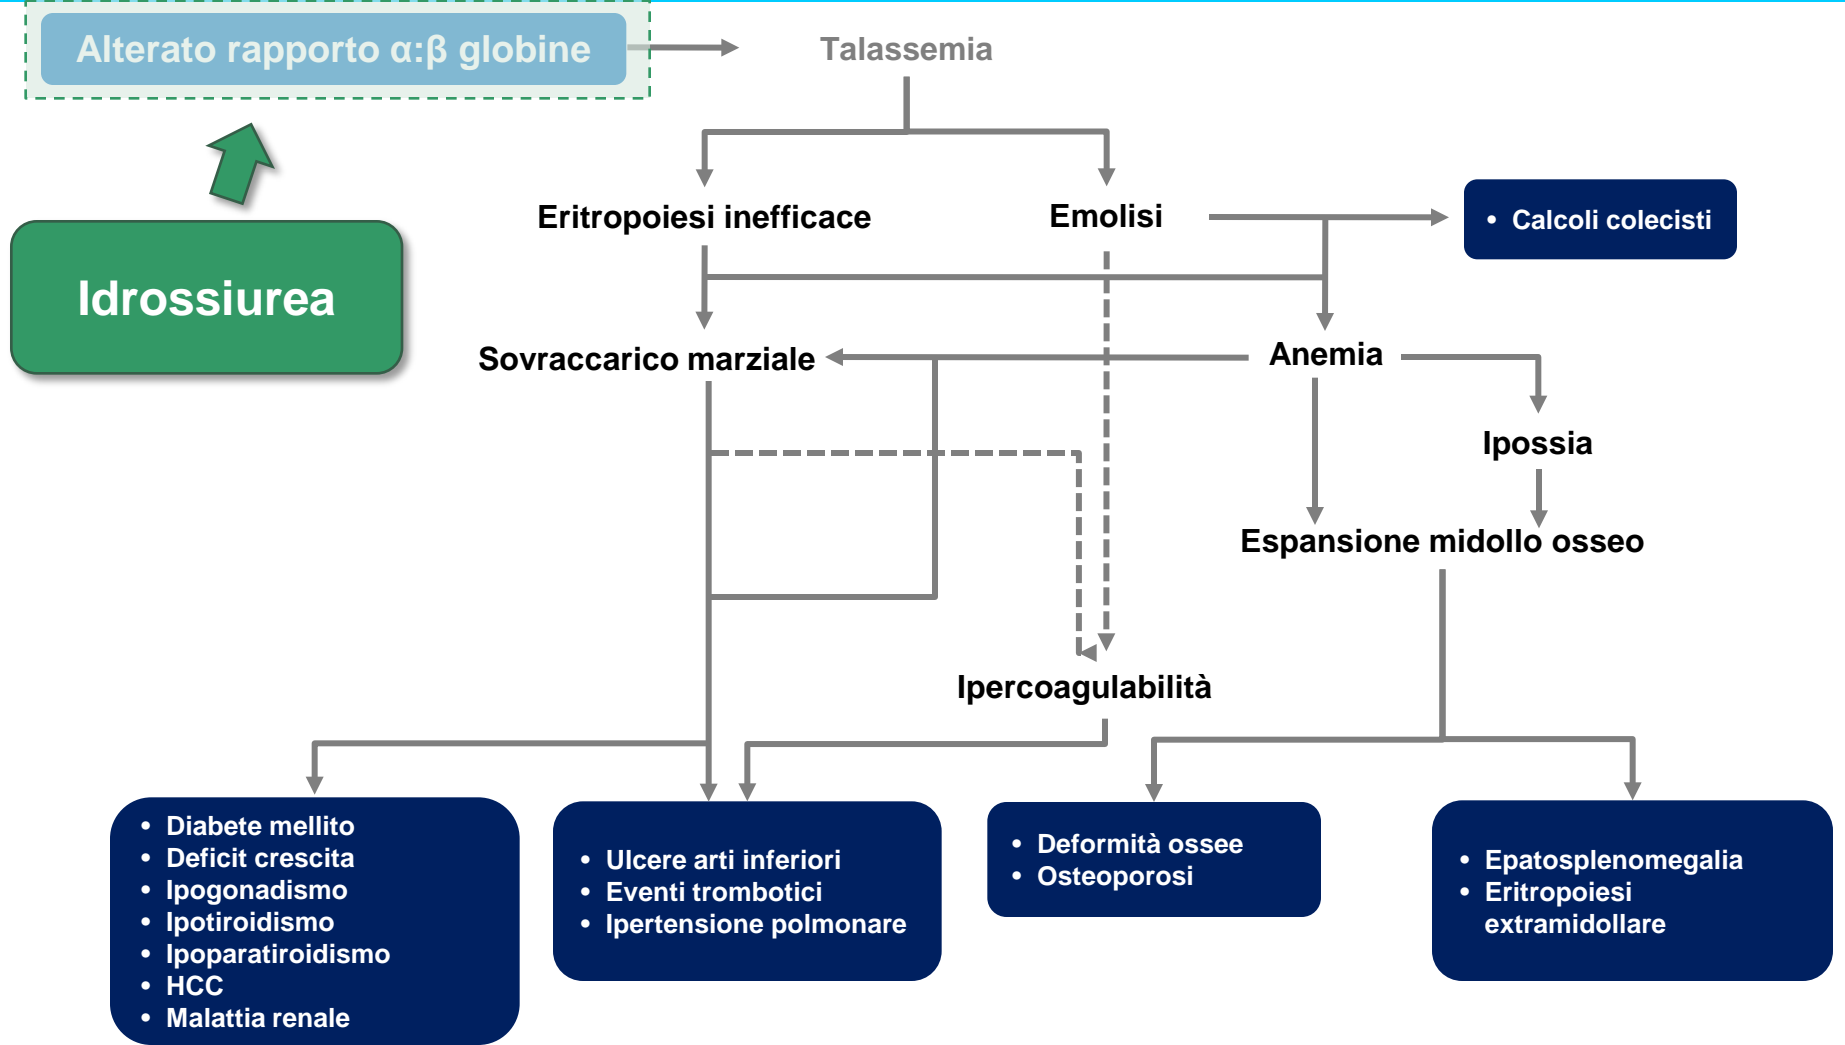 Alterato rapporto α:β globine
Talassemia
Eritropoiesi inefficace
Emolisi
• Calcoli colecisti
Idrossiurea
Sovraccarico marziale
Anemia
Ipossia
Espansione midollo osseo
Ipercoagulabilità
• Diabete mellito
• Deficit crescita
• Ipogonadismo
• Ipotiroidismo
• Ipoparatiroidismo
• HCC
• Malattia renale
• Ulcere arti inferiori
• Eventi trombotici
• Ipertensione polmonare
• Deformità ossee
• Osteoporosi
• Epatosplenomegalia
• Eritropoiesi
extramidollare